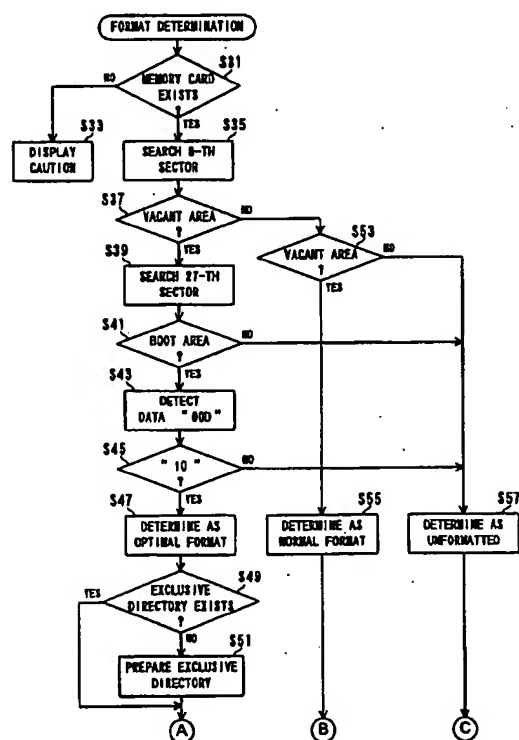 FORMAT DETERMINATION
S31
MEMORY CARD
EXISTS
?
NO
YES
S33
DISPLAY
CAUTION
S35
SEARCH 0-TH
SECTOR
S37
VACANT AREA
?
NO
YES
S53
VACANT AREA
?
NO
YES
S39
SEARCH 27-TH
SECTOR
S41
BOOT AREA
?
NO
YES
S43
DETECT
DATA "00D"
S45
"10"
?
NO
YES
S47
DETERMINE AS
OPTIMAL FORMAT
S55
DETERMINE AS
NORMAL FORMAT
S57
DETERMINE AS
UNFORMATTED
S49
EXCLUSIVE
DIRECTORY EXISTS
?
YES
NO
S51
PREPARE EXCLUSIVE
DIRECTORY
A
B
C